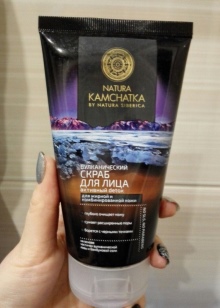 NATURA
KAMCHATKA
BY NATURA SIBERICA
ВУЛКАНИЧЕСКИЙ
СКРАБ
ДЛЯ ЛИЦА
АКТИВНЫЙ DETOX
для жирной и
комбинированной кожи
глубоко очищает кожу
сужает расширенные поры
борется с черными точками